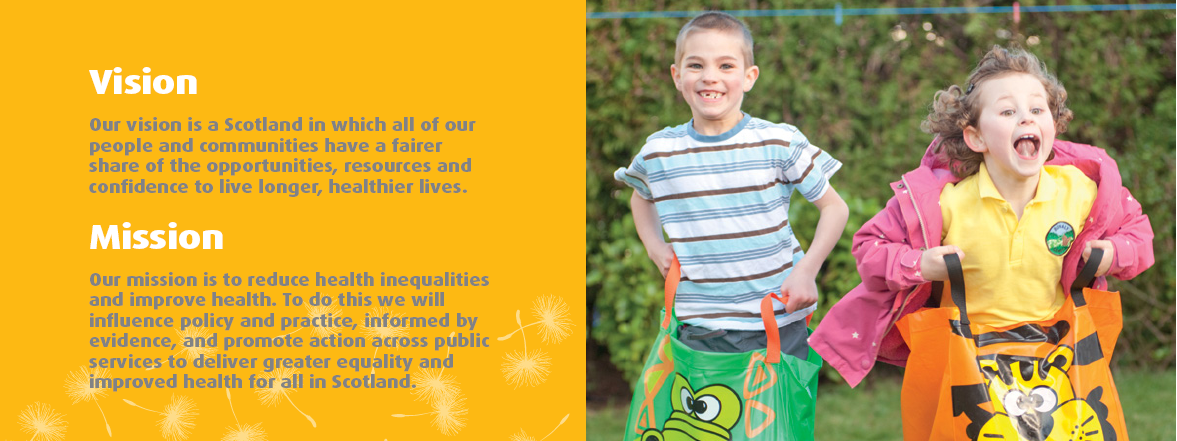 Vision
Our vision is a Scotland in which all of our
people and communities have a fairer
share of the opportunities, resources and
confidence to live longer, healthier lives.
Mission
Our mission is to reduce health inequalities
and improve health. To do this we will
influence policy and practice, informed by
evidence, and promote action across public
services to deliver greater equality and
improved health for all in Scotland.